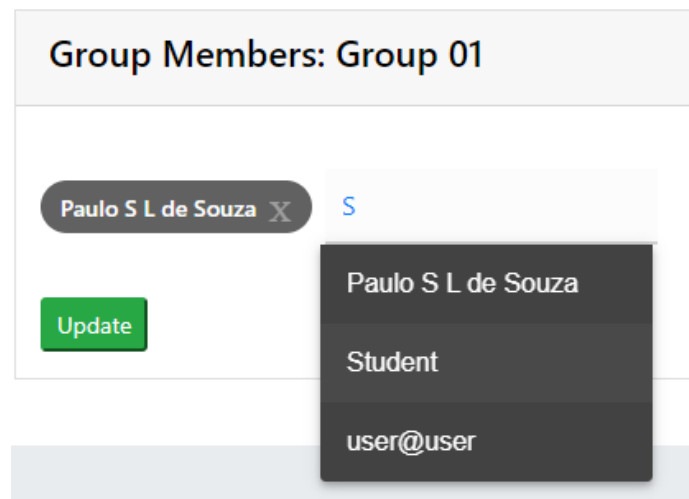 Group Members: Group 01
Paulo S L de Souza X S
Paulo S L de Souza
Student
user@user
Update